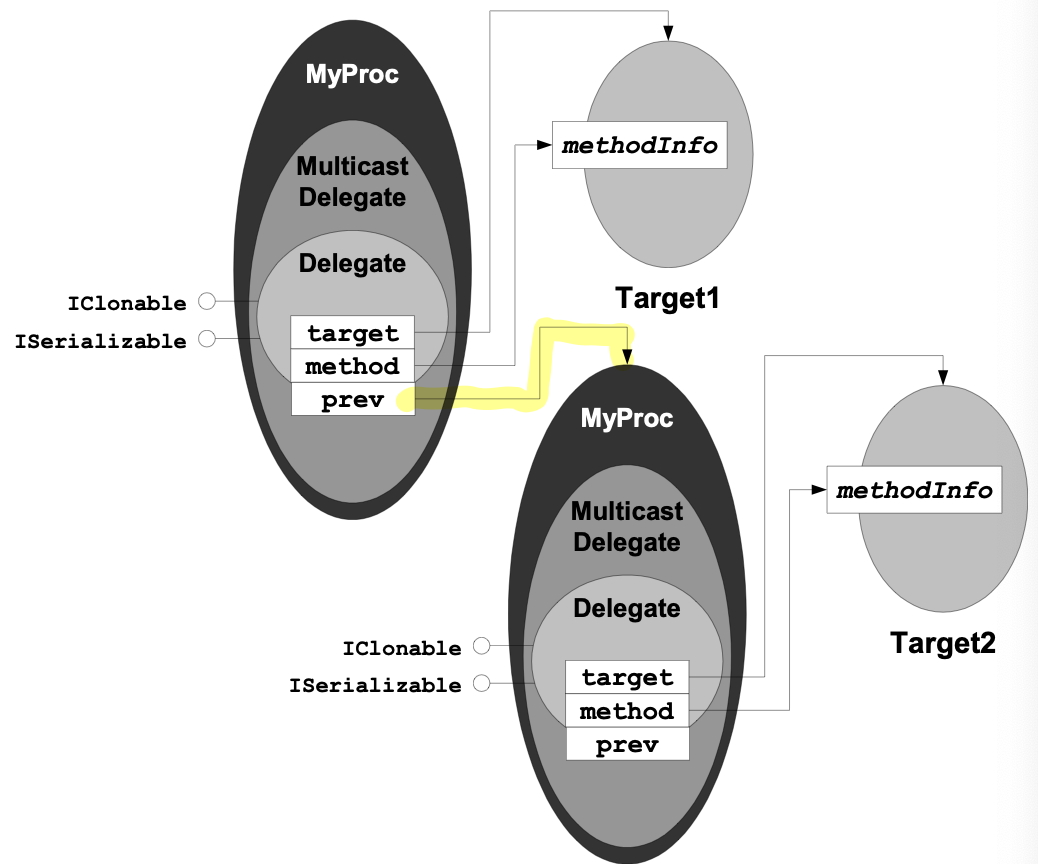 MyProc
Multicast
Delegate
Delegate
IClonable
ISerializable
target
method
prev
methodInfo
Target1
MyProc
Multicast
Delegate
Delegate
IClonable
ISerializable
target
method
prev
methodInfo
Target2